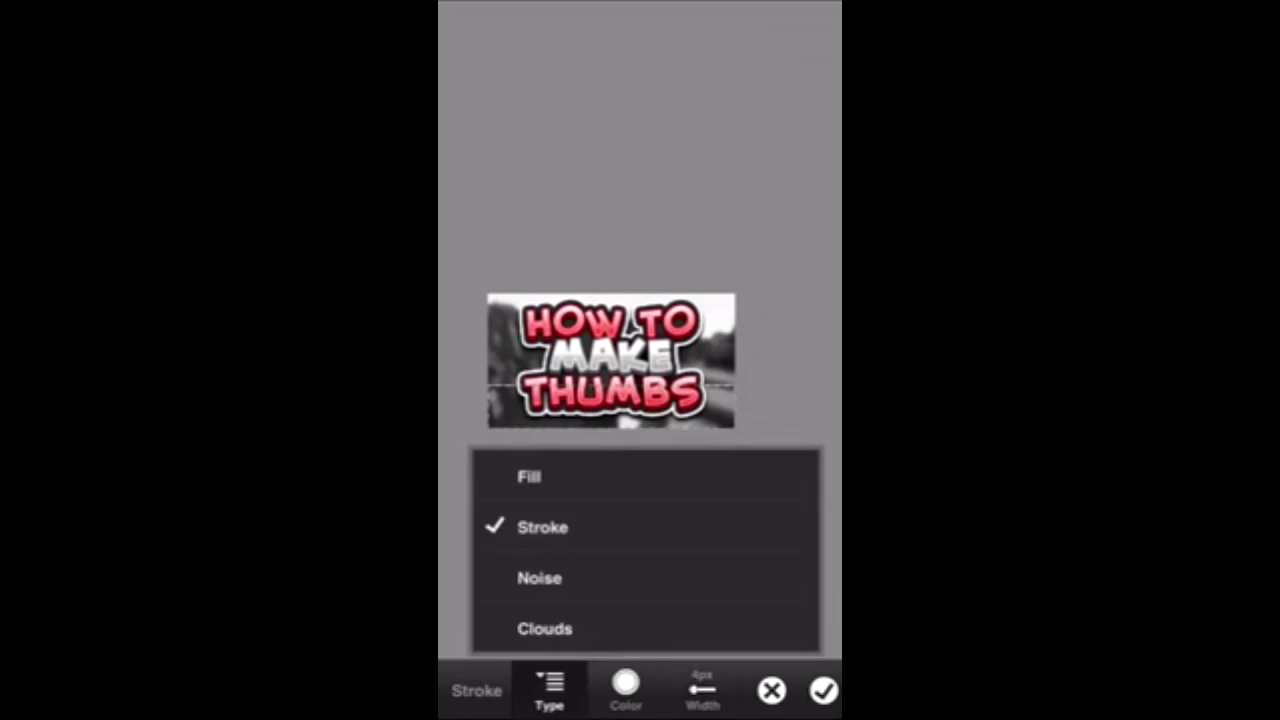 HOW TO
MAKE
THUMBS
Fill
Stroke
Noise
Clouds
Stroke
Type
Color
4px
Width